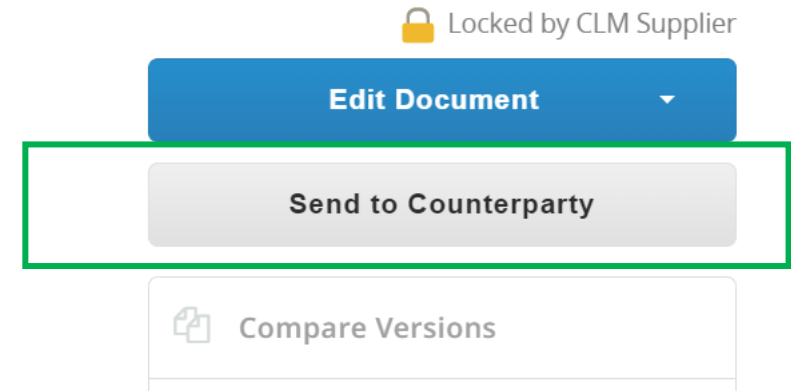 Locked by CLM Supplier
Edit Document
Send to Counterparty
Compare Versions